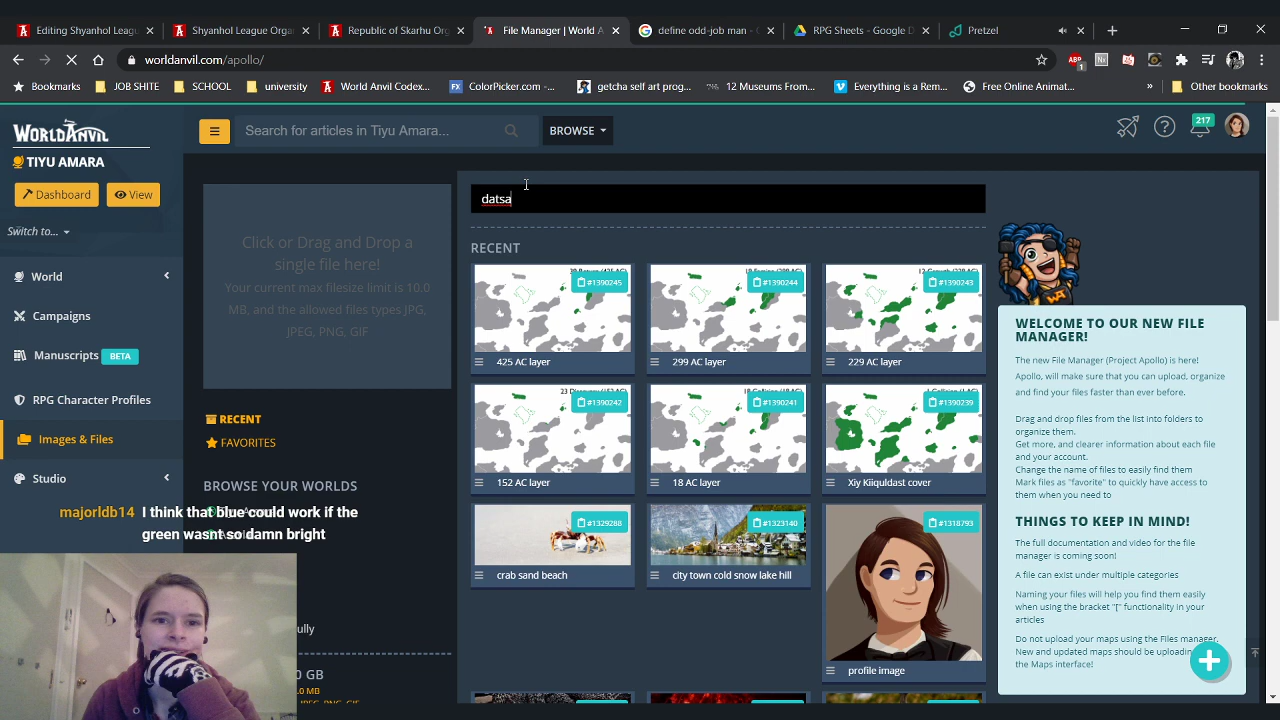 Editing Shyanhol Leag
Shyanhol League Orga
Republic of Skarhu Org
File Manager | World A
define odd-job man -
RPG Sheets - Google D
Pretzel
worldanvil.com/apollo/
Bookmarks
JOB SHITE
SCHOOL
university
World Anvil Codex...
ColorPicker.com -...
getcha self art prog...
12 Museums From...
Everything is a Rem...
Free Online Animat...
Other bookmarks
WORLDANVIL
TIYU AMARA
Dashboard
View
Switch to...
Search for articles in Tiyu Amara...
BROWSE
217
World
Campaigns
Manuscripts BETA
RPG Character Profiles
Images & Files
Studio
Click or Drag and Drop a
single file here!
Your current max filesize limit is 10.0
MB, and the allowed files types JPG,
JPEG, PNG, GIF
RECENT
FAVORITES
BROWSE YOUR WORLDS
majorldb14 I think that blue could work if the
green wasnt so damn bright
datsa
RECENT
#1390245
#1390244
#1390243
425 AC layer
299 AC layer
229 AC layer
#1390242
#1390241
#1390239
152 AC layer
18 AC layer
Xiy Kiiquldast cover
#1329288
#1323140
#1318793
crab sand beach
city town cold snow lake hill
profile image
WELCOME TO OUR NEW FILE
MANAGER!
The new File Manager (Project Apollo) is here!
Apollo, will make sure that you can upload, organize
and find your files faster than ever before.
Drag and drop files from the list into folders to
organize them.
Get more, and clearer information about each file
and your account.
Change the name of files to easily find them
Mark files as "favorite" to quickly have access to
them when you need to
THINGS TO KEEP IN MIND!
The full documentation and video for the file
manager is coming soon!
A file can exist under multiple categories
Naming your files will help you find them easily
when using the bracket "[" functionality in your
articles
Do not upload your maps using the Files manager.
New and updated maps should be uploadin
the Maps interface!